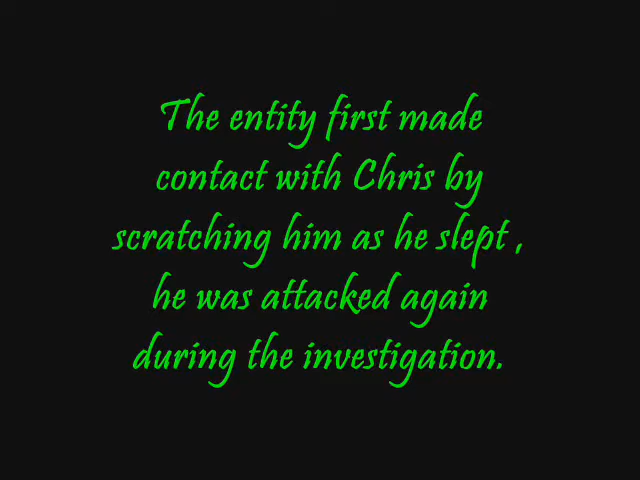 The entity first made
contact with Chris by
scratching him as he slept ,
he was attacked again
during the investigation.